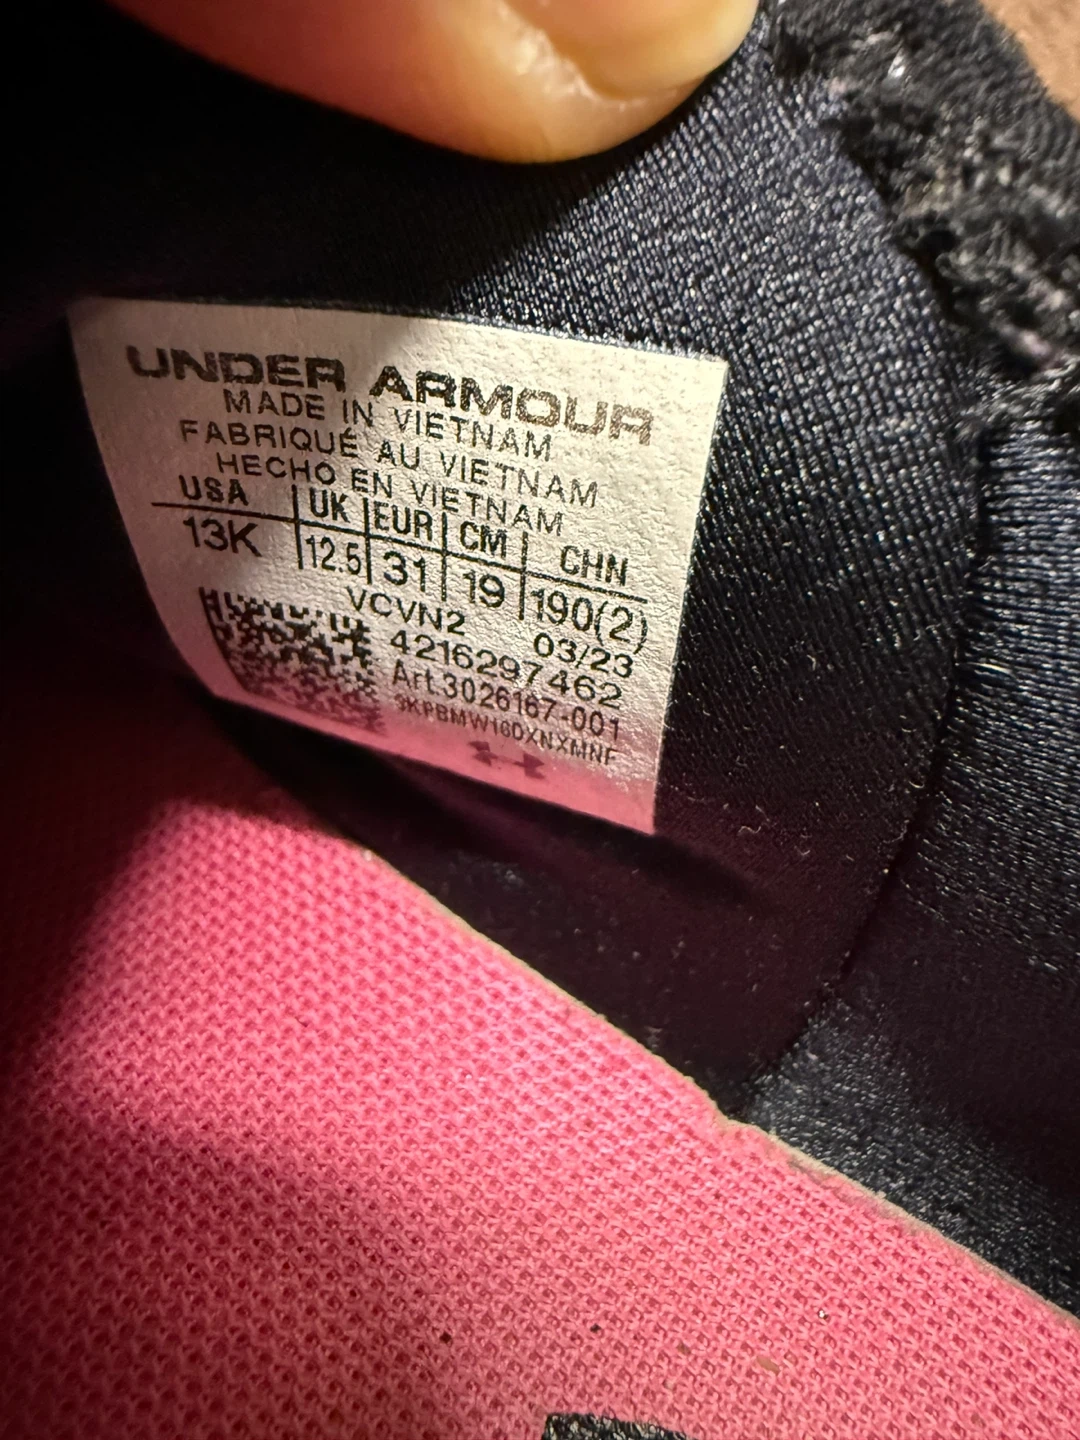 UNDER ARMOUR
MADE IN VIETNAM
FABRIQUÉ AU VIETNAM
HECHO EN VIETNAM
USA UK EUR CM CHN
13K 12.5 31 19 190(2)
VCVN2 03/23
4216297462
Art.3026167-001
3KPBMW16DXNXMNF